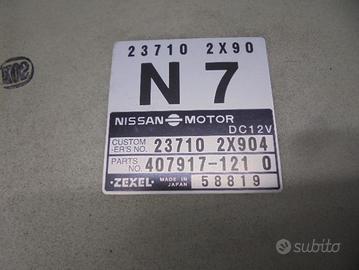 23710 2X90
N 7
NISSAN MOTOR
DC12V
CUSTOM -ER'S NO. 23710 2X904
PARTS NO. 407917-121 0
ZEXEL MADE IN JAPAN 58819
subito